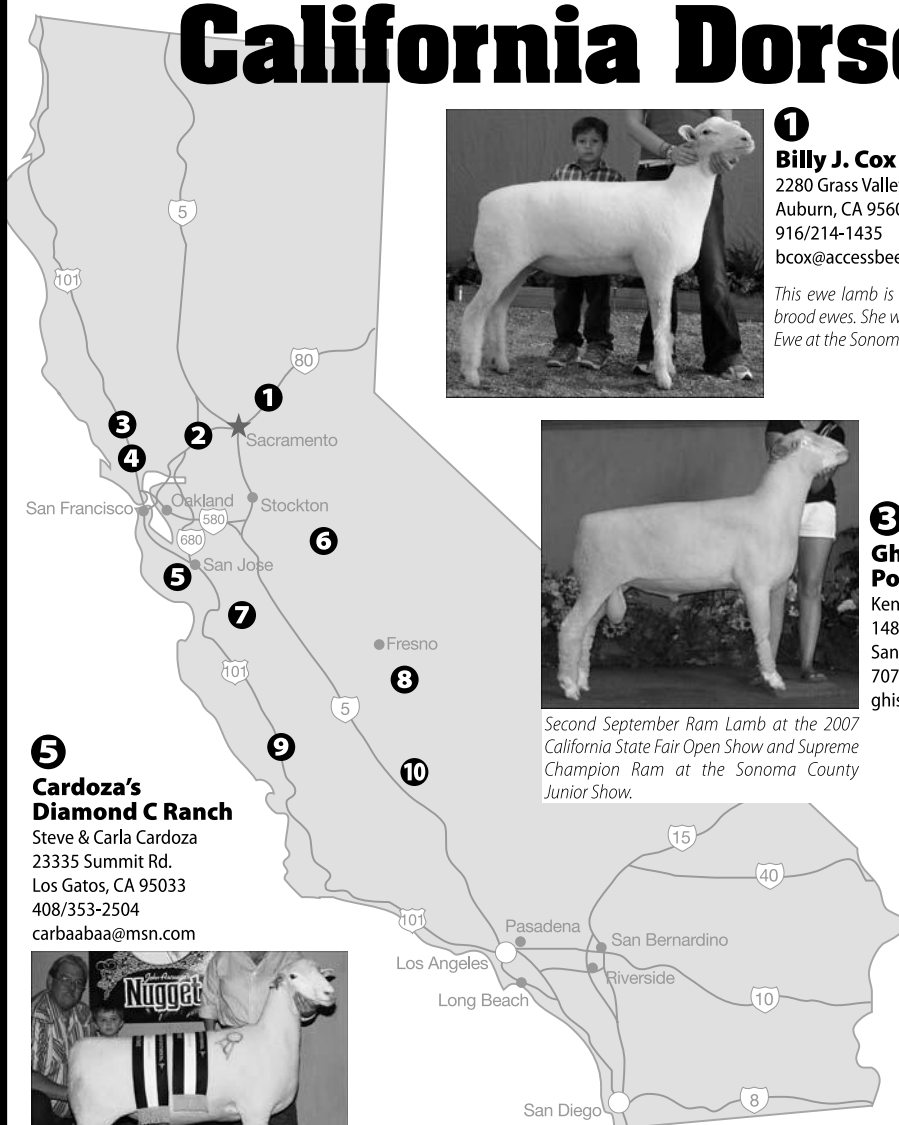 California Dors
1
Billy J. Cox
2280 Grass Valle
Auburn, CA 9560
916/214-1435
bcox@accessbee
This ewe lamb is
brood ewes. She w
Ewe at the Sonom
3
Gh
Po
Ken
148
San
707
ghis
Second September Ram Lamb at the 2007
California State Fair Open Show and Supreme
Champion Ram at the Sonoma County
Junior Show.
5
Cardoza's
Diamond C Ranch
Steve & Carla Cardoza
23335 Summit Rd.
Los Gatos, CA 95033
408/353-2504
carbaabaa@msn.com
Nugget
5
101
80
1
2
3
4
Sacramento
San Francisco
Oakland
Stockton
580
680
6
5
San Jose
7
Fresno
101
8
5
9
10
15
40
101
Pasadena
San Bernardino
Los Angeles
Riverside
Long Beach
10
San Diego
8